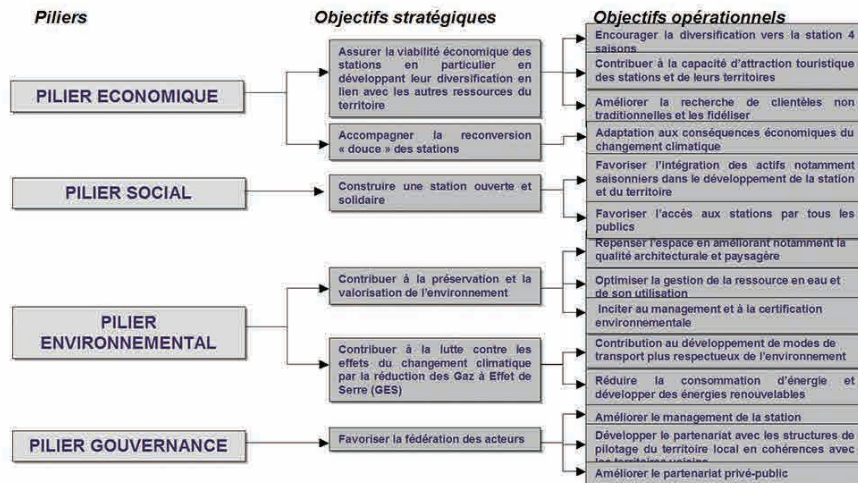 Piliers
Objectifs stratégiques
Objectifs opérationnels
PILIER ECONOMIQUE
Assurer la viabilité économique des
stations en particulier en
développant leur diversification en
lien avec les autres ressources du
territoire
Encourager la diversification vers la station 4
saisons
Contribuer à la capacité d'attraction touristique
des stations et de leurs territoires
Améliorer la recherche de clientèles non
traditionnelles et les fidéliser
Accompagner la reconversion
« douce » des stations
Adaptation aux conséquences économiques du
changement climatique
PILIER SOCIAL
Construire une station ouverte et
solidaire
Favoriser l'intégration des actifs notamment
saisonniers dans le développement de la station
et du territoire
Favoriser l'accès aux stations par tous les
publics
PILIER
ENVIRONNEMENTAL
Contribuer à la préservation et la
valorisation de l'environnement
Repenser l'espace en améliorant notamment la
qualité architecturale et paysagère
Optimiser la gestion de la ressource en eau et
de son utilisation
Inciter au management et à la certification
environnementale
Contribuer à la lutte contre les
effets du changement climatique
par la réduction des Gaz à Effet de
Serre (GES)
Contribution au développement de modes de
transport plus respectueux de l'environnement
Réduire la consommation d'énergie et
développer des énergies renouvelables
PILIER GOUVERNANCE
Favoriser la fédération des acteurs
Améliorer le management de la station
Développer le partenariat avec les structures de
pilotage du territoire local en cohérences avec
les territoires voisins
Améliorer le partenariat privé-public